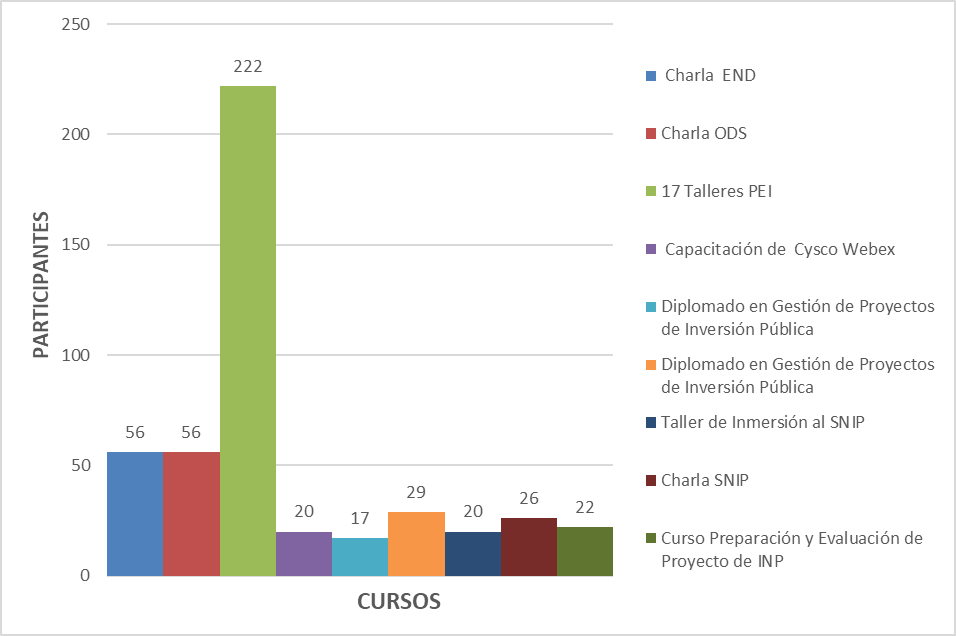 250
200
150
100
50
0
PARTICIPANTES
56
56
222
20
17
29
20
26
22
CURSOS
Charla END
Charla ODS
17 Talleres PEI
Capacitación de Cysco Webex
Diplomado en Gestión de Proyectos
de Inversión Pública
Diplomado en Gestión de Proyectos
de Inversión Pública
Taller de Inmersión al SNIP
Charla SNIP
Curso Preparación y Evaluación de
Proyecto de INP